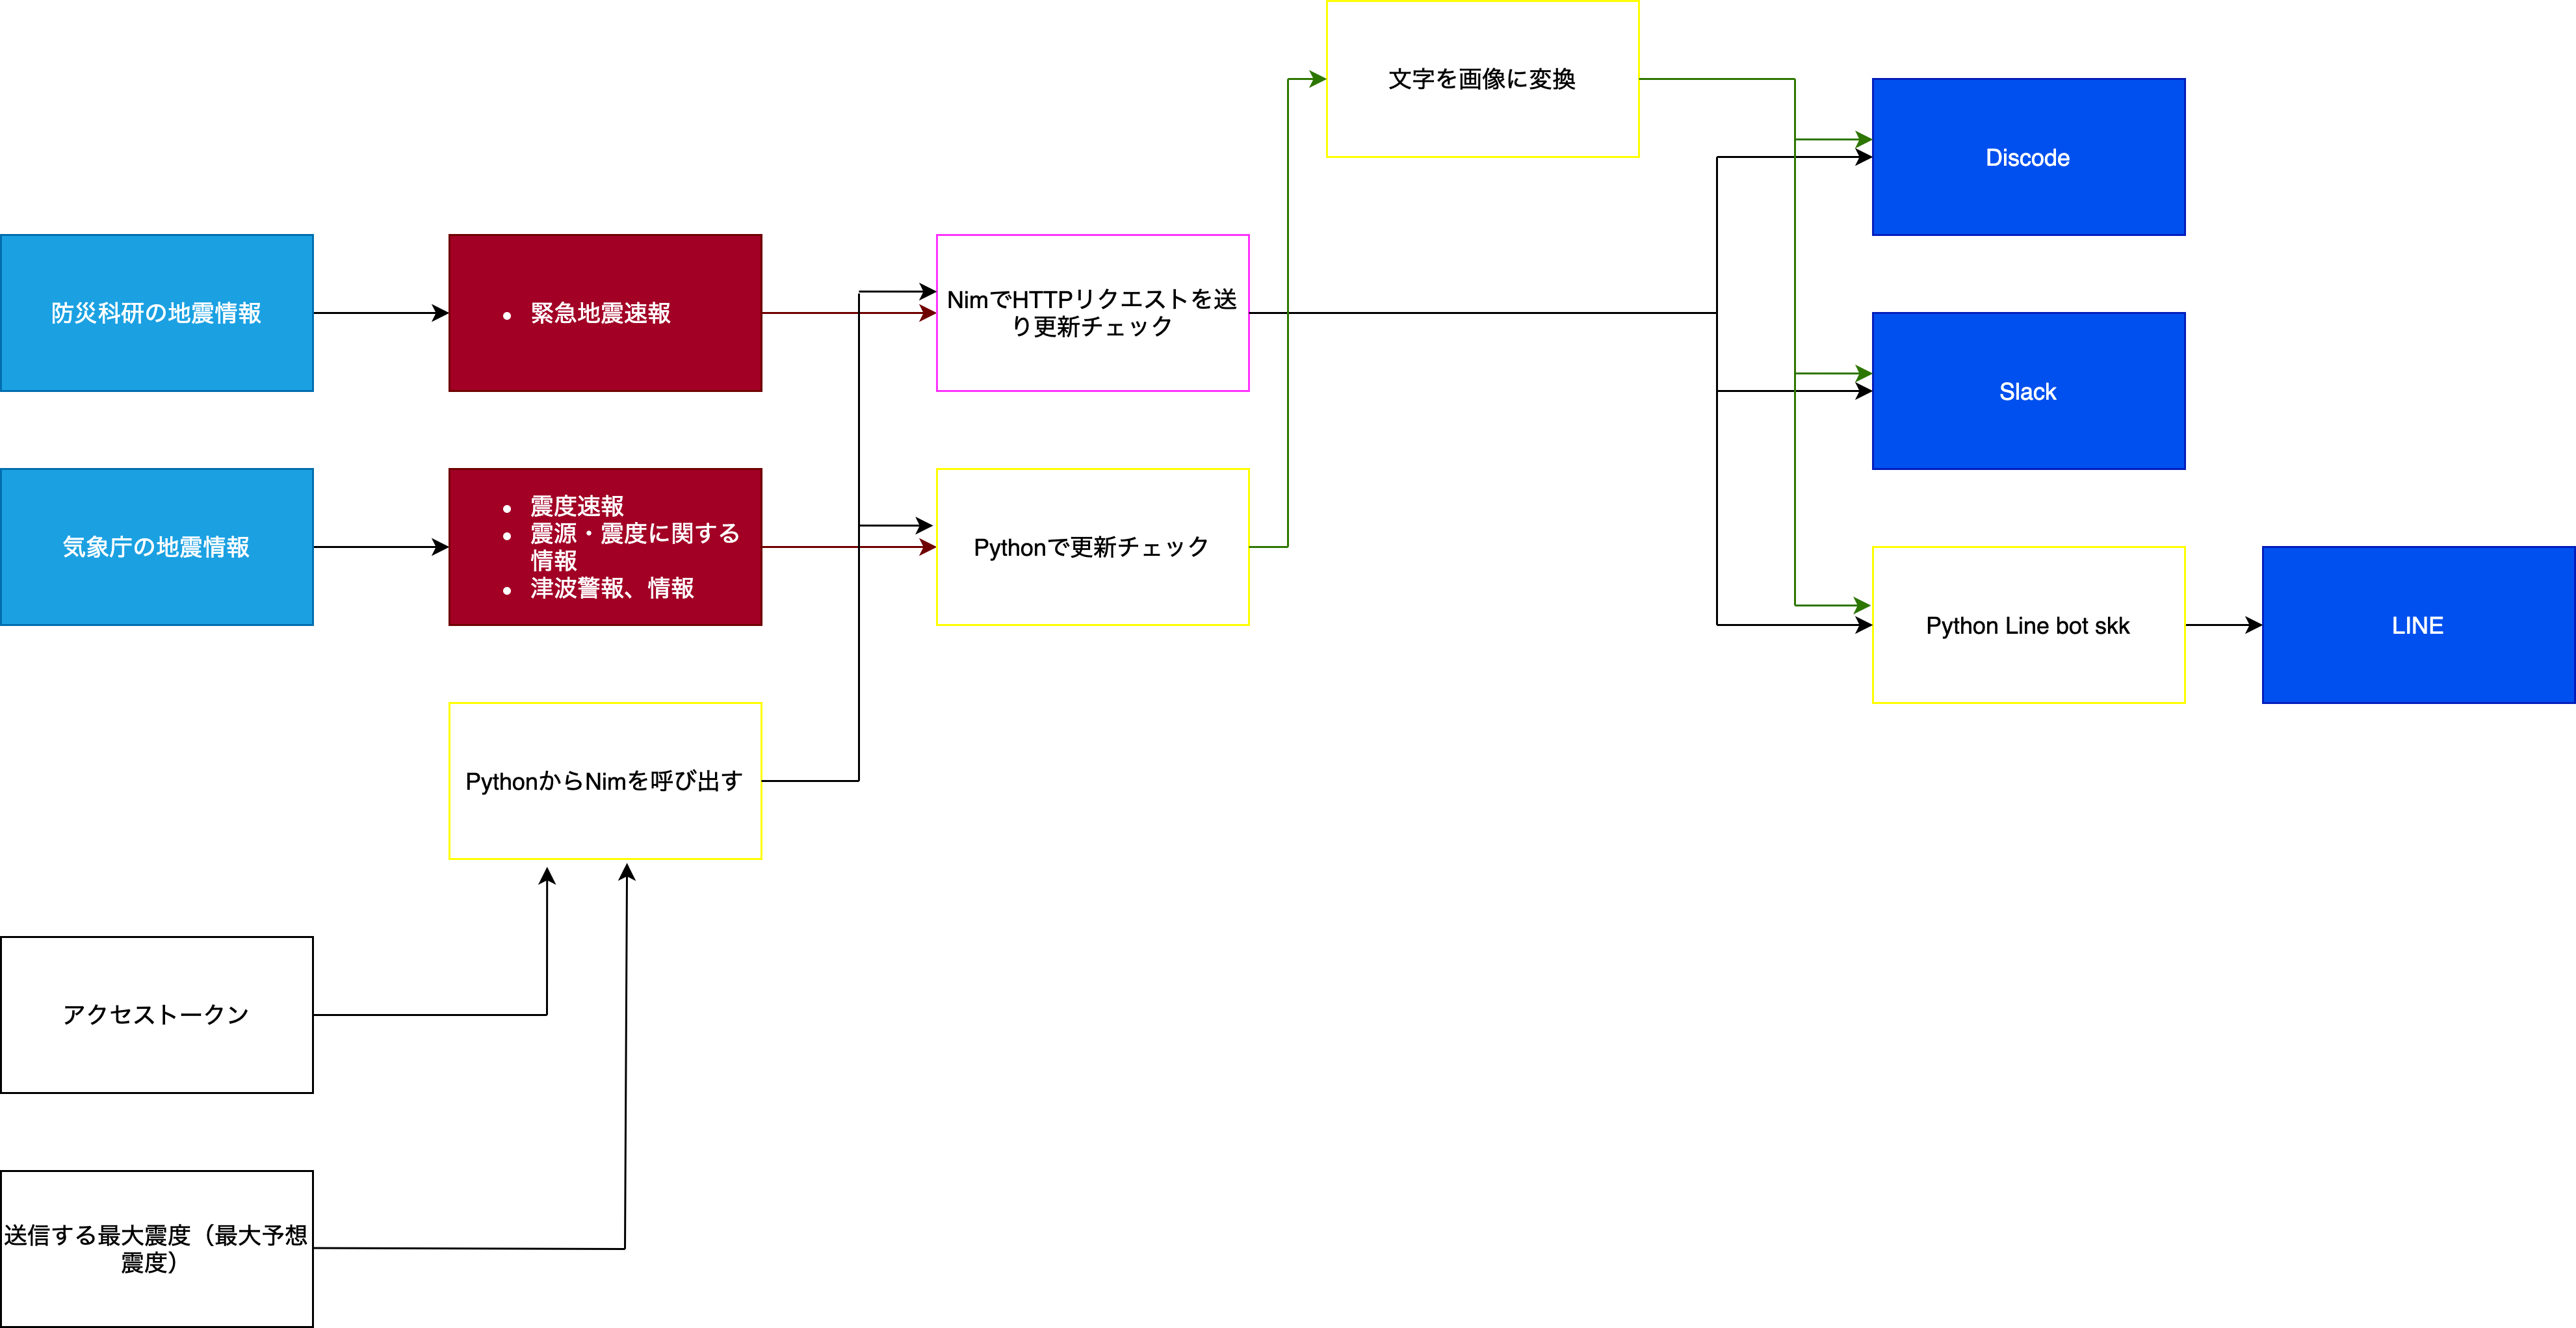 文字を画像に変換
Discode
防災科研の地震情報
• 緊急地震速報
NimでHTTPリクエストを送
り更新チェック
Slack
気象庁の地震情報
• 震度速報
• 震源・震度に関する
情報
• 津波警報、情報
Pythonで更新チェック
Python Line bot skk
LINE
PythonからNimを呼び出す
アクセストークン
送信する最大震度（最大予想
震度）